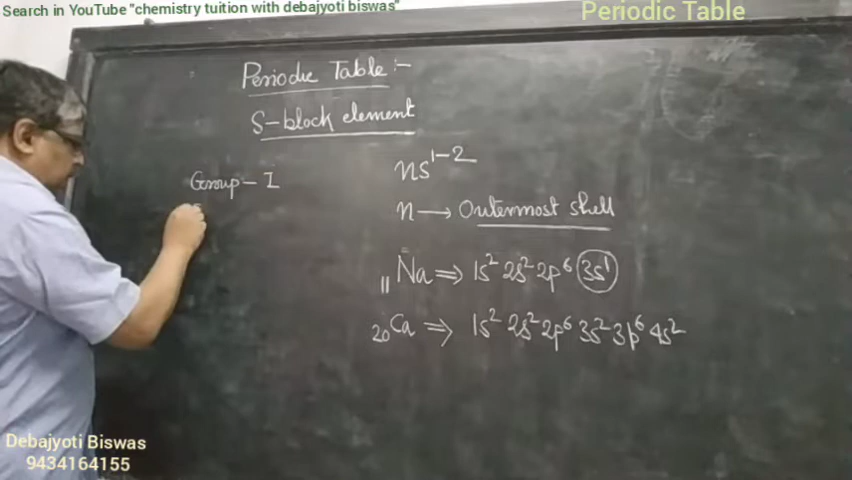 Search in YouTube "chemistry tuition with debajyoti biswas"
Periodic Table
Periodic Table:-
S-block element
Group- I
ns¹⁻²
n → Outermost shell
₁₁Na ⇒ 1s² 2s² 2p⁶ 3s¹
₂₀Ca ⇒ 1s² 2s² 2p⁶ 3s² 3p⁶ 4s²
Debajyoti Biswas
9434164155